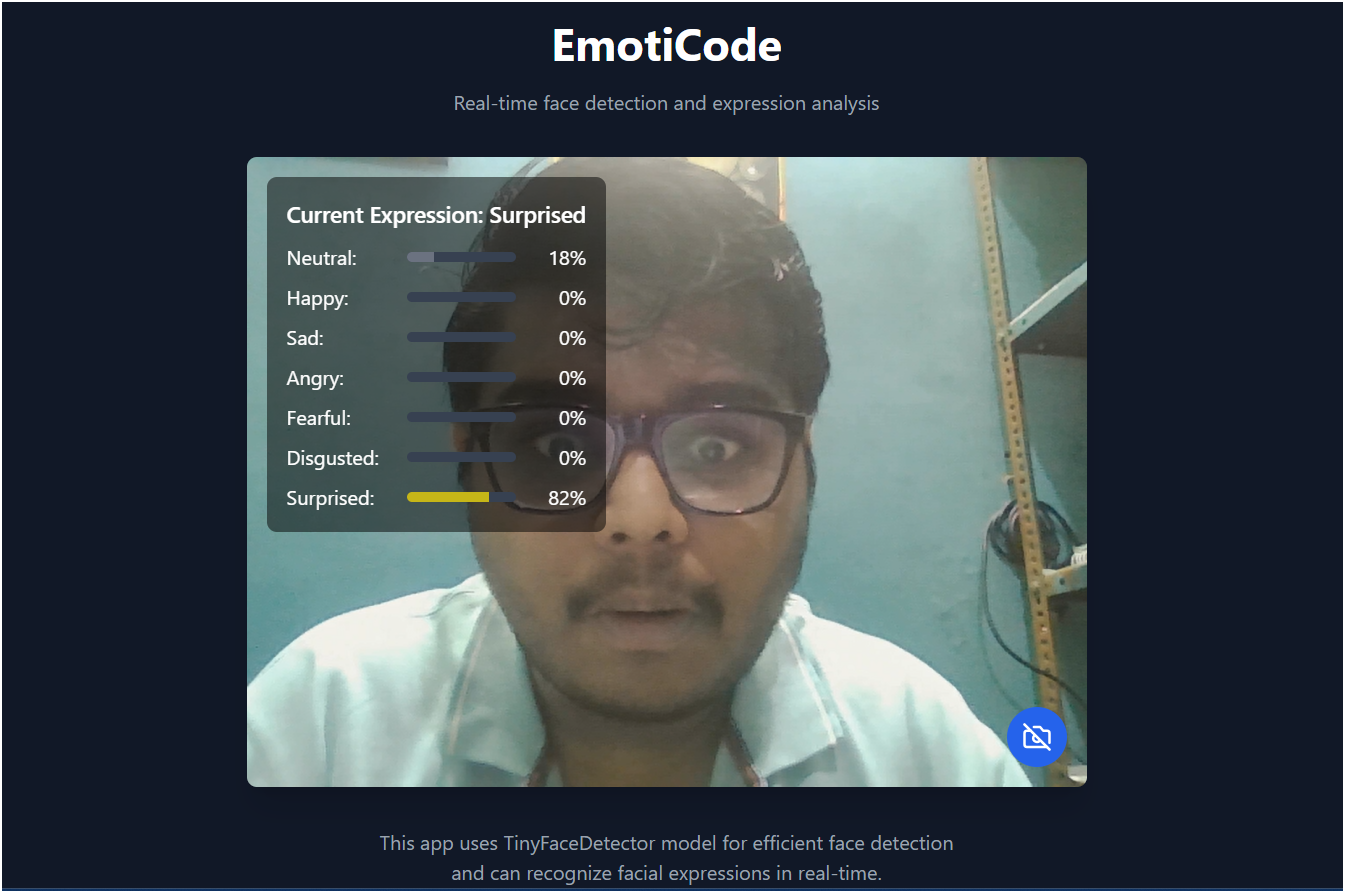 EmotiCode
Real-time face detection and expression analysis
Current Expression: Surprised
Neutral: 18%
Happy: 0%
Sad: 0%
Angry: 0%
Fearful: 0%
Disgusted: 0%
Surprised: 82%
This app uses TinyFaceDetector model for efficient face detection
and can recognize facial expressions in real-time.